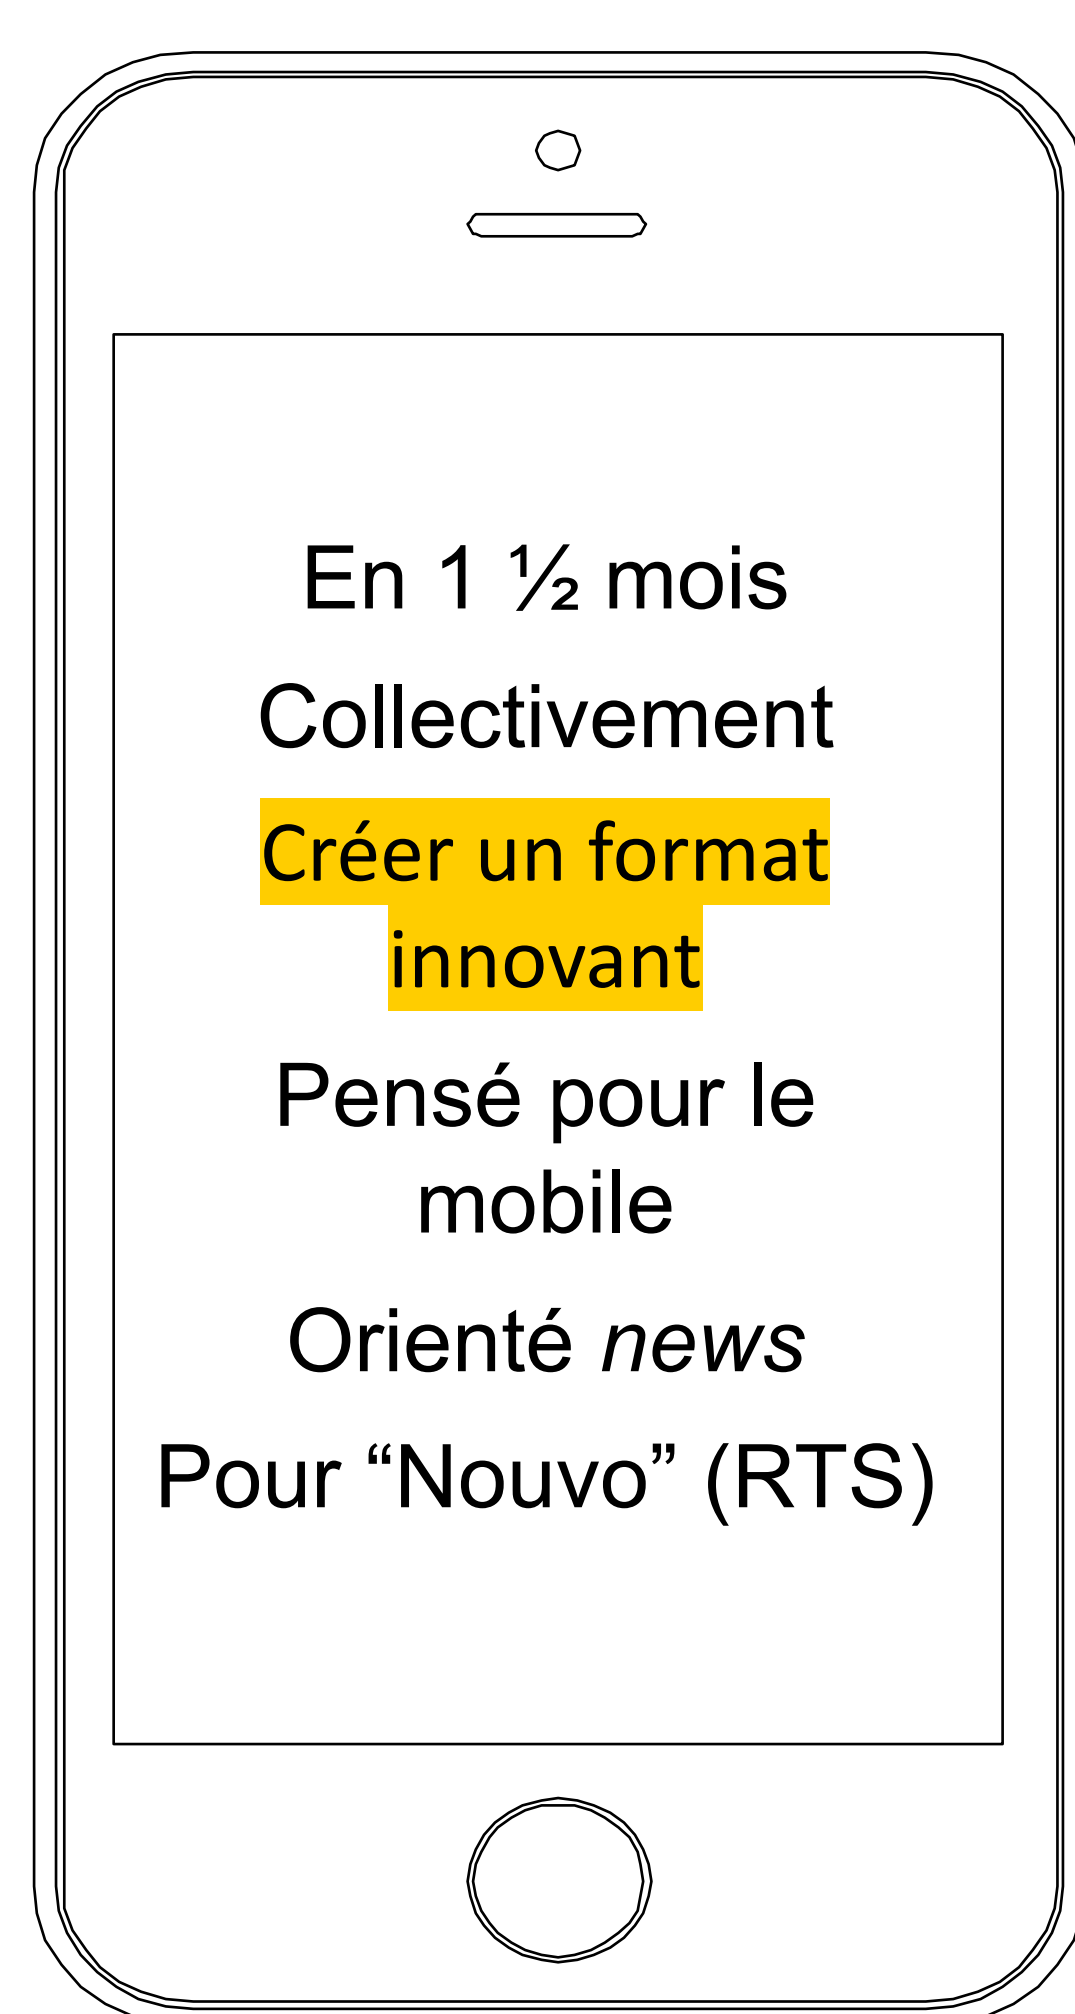 En 1 ½ mois
Collectivement
Créer un format
innovant
Pensé pour le
mobile
Orienté news
Pour “Nouvo” (RTS)